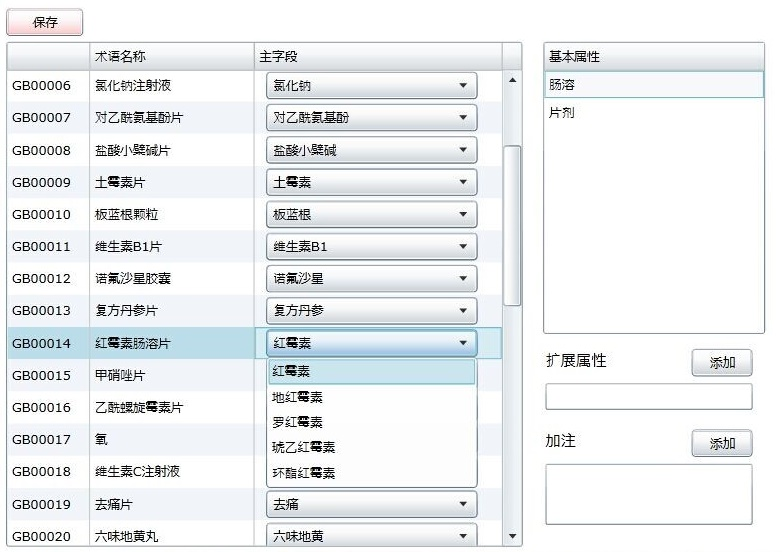 保存
术语名称 主字段
GB00006 氯化钠注射液 氯化钠
GB00007 对乙酰氨基酚片 对乙酰氨基酚
GB00008 盐酸小檗碱片 盐酸小檗碱
GB00009 土霉素片 土霉素
GB00010 板蓝根颗粒 板蓝根
GB00011 维生素B1片 维生素B1
GB00012 诺氟沙星胶囊 诺氟沙星
GB00013 复方丹参片 复方丹参
GB00014 红霉素肠溶片 红霉素
GB00015 甲硝唑片
GB00016 乙酰螺旋霉素片
GB00017 氧
GB00018 维生素C注射液
GB00019 去痛片 去痛
GB00020 六味地黄丸 六味地黄
红霉素
地红霉素
罗红霉素
琥乙红霉素
环酯红霉素
基本属性
肠溶
片剂
扩展属性 添加
加注 添加